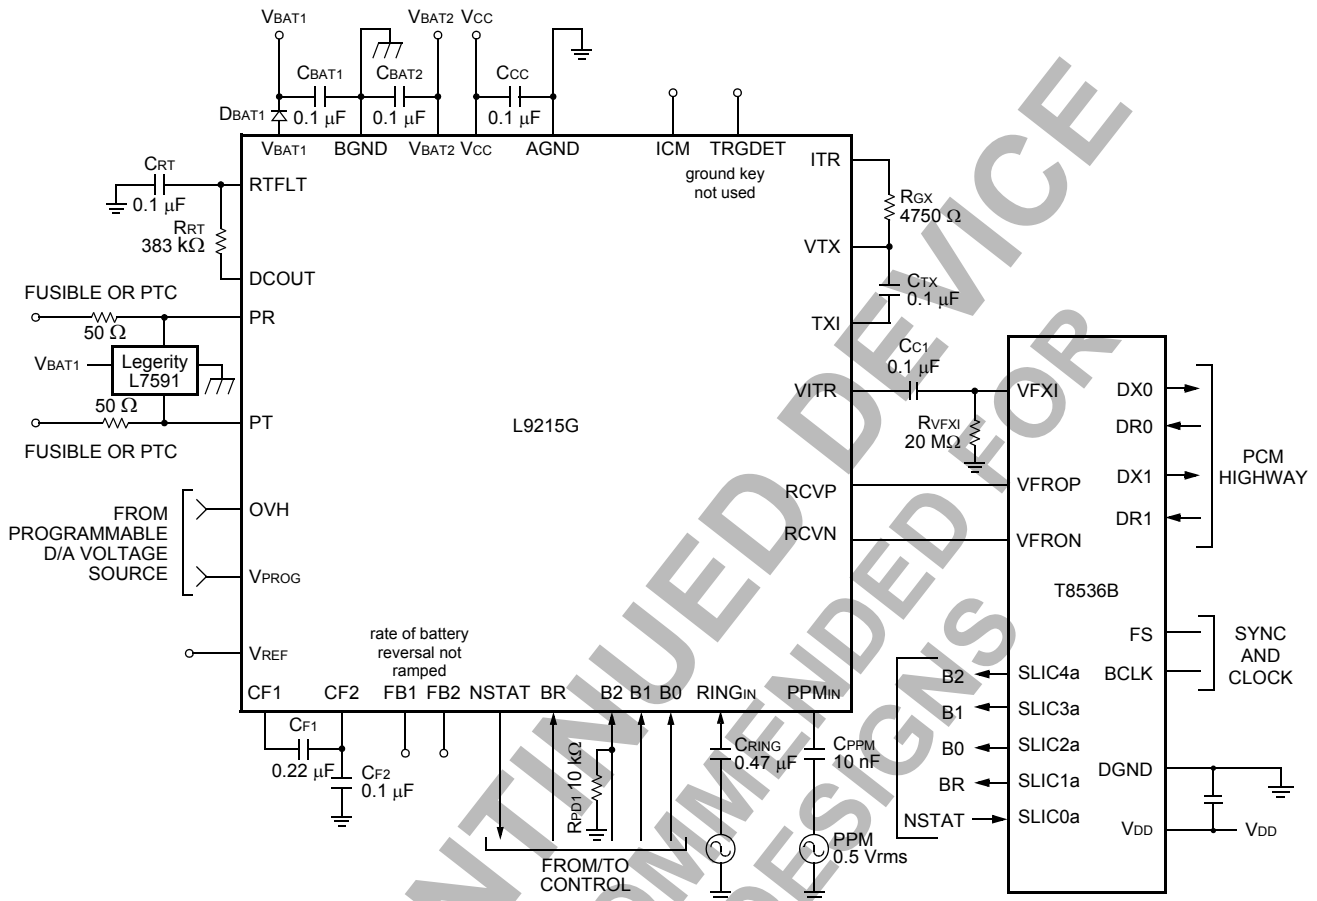 VBAT1
VBAT2 VCC
CBAT1
0.1 μF
CBAT2
0.1 μF
CCC
0.1 μF
DBAT1
VBAT1
BGND
VBAT2 VCC
AGND
ICM
TRGDET
ground key
not used
ITR
RGX
4750 Ω
VTX
CTX
0.1 μF
TXI
CRT
0.1 μF
RTFLT
RRT
383 kΩ
DCOUT
FUSIBLE OR PTC
50 Ω
PR
VBAT1
Legerity
L7591
50 Ω
PT
FUSIBLE OR PTC
L9215G
CC1
0.1 μF
VITR
RVFXI
20 MΩ
RCVP
RCVN
FROM
PROGRAMMABLE
D/A VOLTAGE
SOURCE
OVH
VPROG
VREF
rate of battery
reversal not
ramped
CF1
CF2
FB1 FB2
NSTAT
BR
B2 B1 B0
RINGIN
PPMIN
CF1
0.22 μF
CF2
0.1 μF
RPD1 10 kΩ
CRING
0.47 μF
CPPM
10 nF
PPM
0.5 Vrms
FROM/TO
CONTROL
VFXI
VFROP
VFRON
T8536B
DX0
DR0
DX1
DR1
PCM
HIGHWAY
FS
BCLK
SYNC
AND
CLOCK
B2
SLIC4a
B1
SLIC3a
B0
SLIC2a
BR
SLIC1a
NSTAT
SLIC0a
DGND
VDD
VDD
NTINUED DEVICE
OMMENDED FOR
DESIGNS